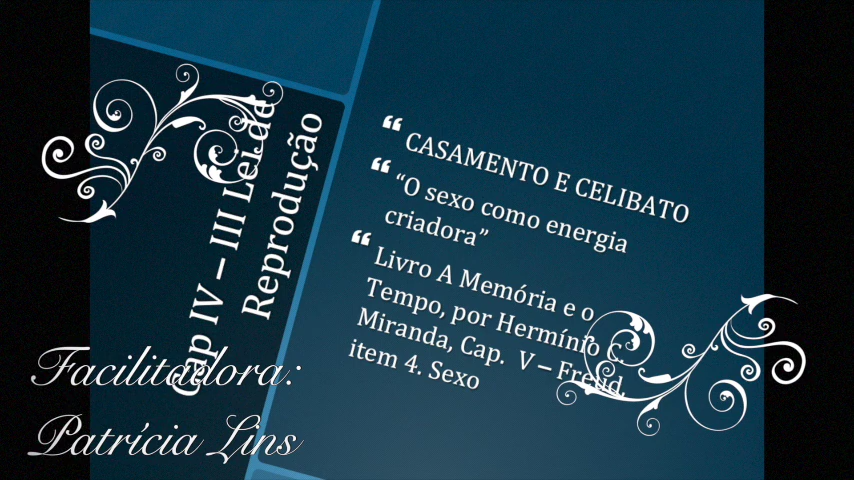 Cap IV – III Lei de
Reprodução
CASAMENTO E CELIBATO
“O sexo como energia
criadora”
Livro A Memória e o
Tempo, por Hermínio C.
Miranda, Cap. V – Freud.
item 4. Sexo
Facilitadora:
Patrícia Lins